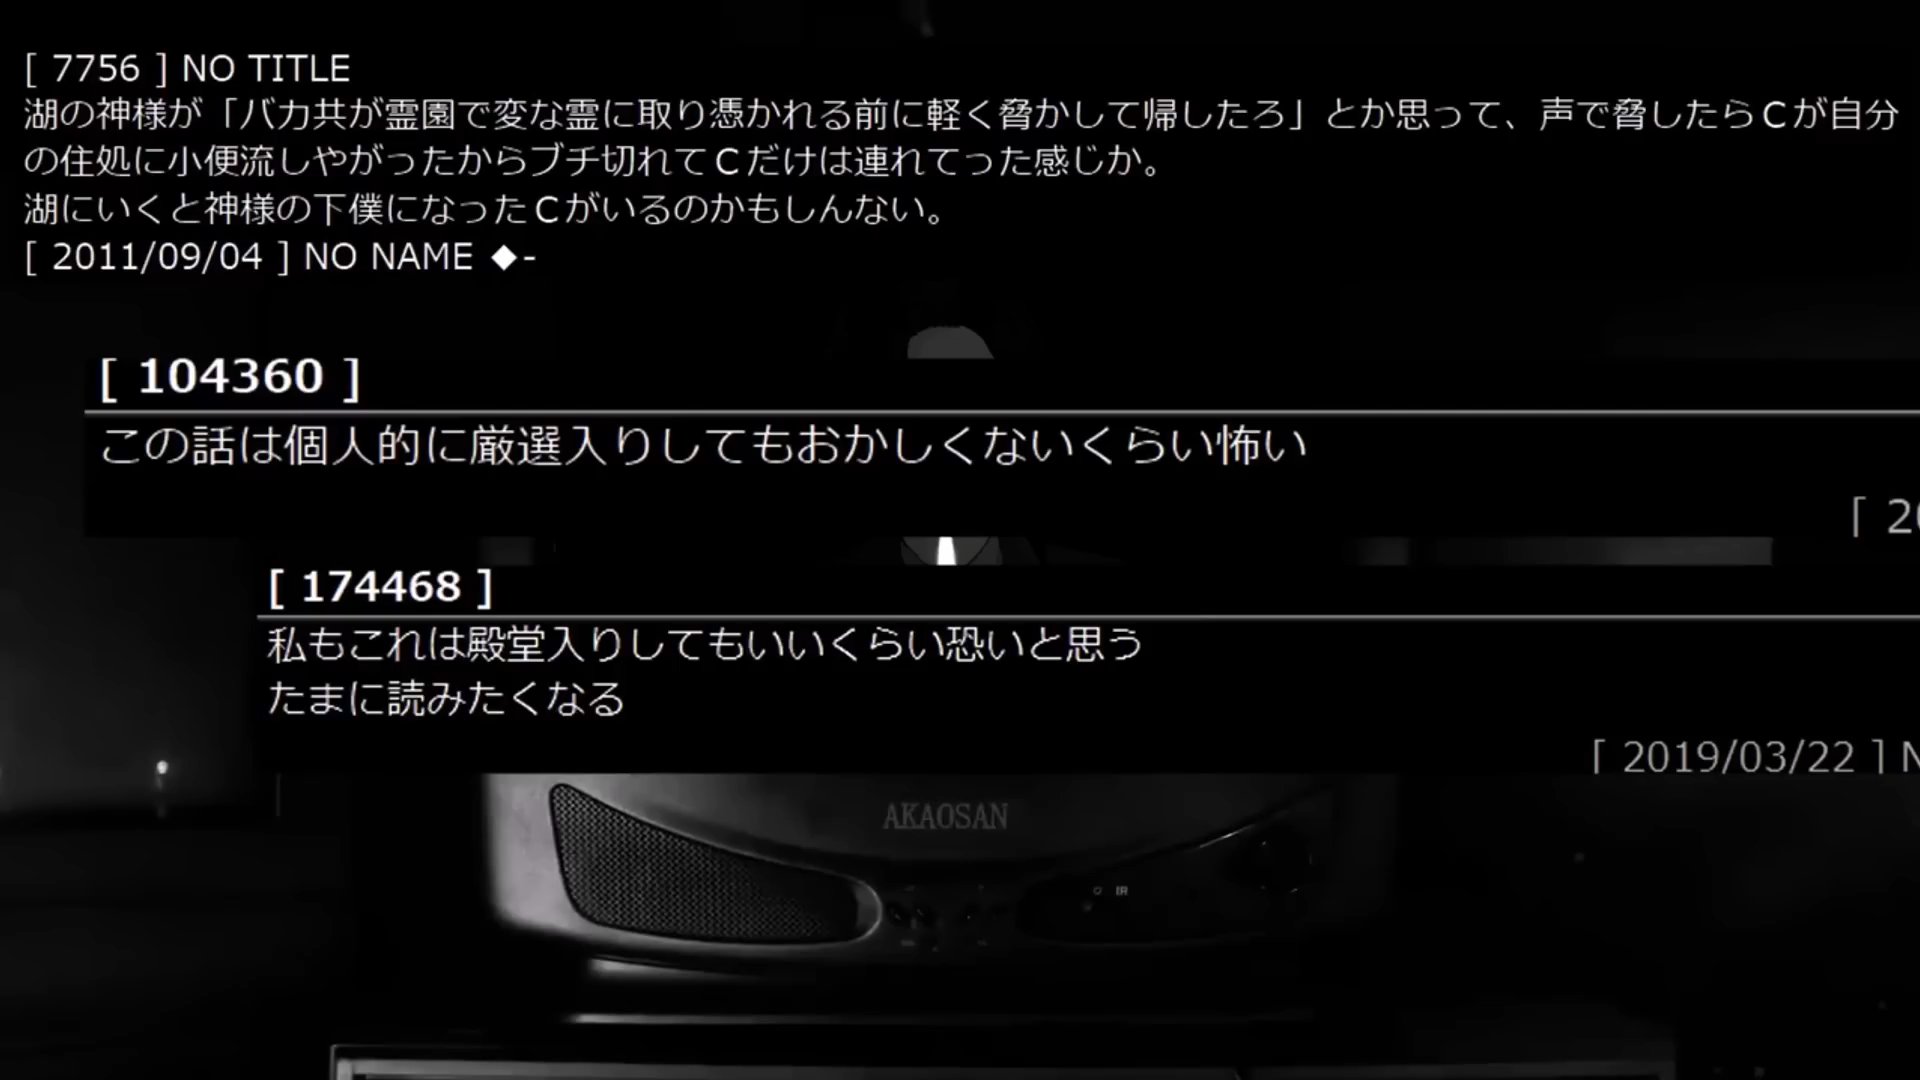 [ 7756 ] NO TITLE
湖の神様が「バカ共が霊園で変な霊に取り憑かれる前に軽く脅かして帰したろ」とか思って、声で脅したらCが自分
の住処に小便流しやがったからブチ切れてCだけは連れてった感じか。
湖にいくと神様の下僕になったCがいるのかもしんない。
[ 2011/09/04 ] NO NAME ◆-
[ 104360 ]
この話は個人的に厳選入りしてもおかしくないくらい怖い
[ 20
[ 174468 ]
私もこれは殿堂入りしてもいいくらい恐いと思う
たまに読みたくなる
[ 2019/03/22 ] N
AKAOSAN
IR